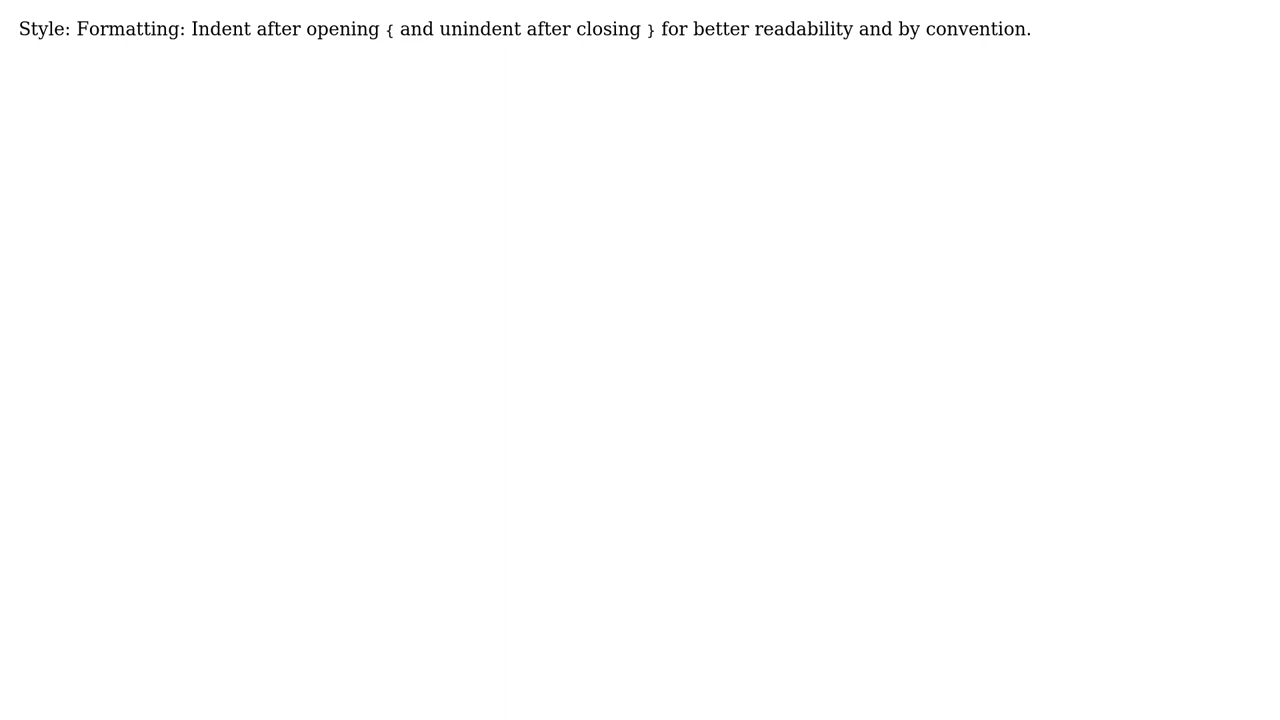 Style: Formatting: Indent after opening { and unindent after closing } for better readability and by convention.